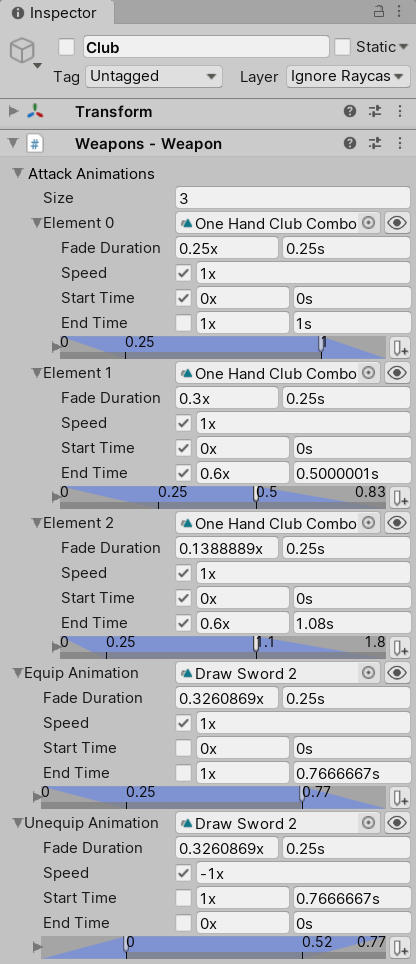 Inspector
Club
Static
Tag Untagged Layer Ignore Raycas
Transform
# Weapons - Weapon
Attack Animations
Size 3
Element 0 One Hand Club Combo
Fade Duration 0.25x 0.25s
Speed 1x
Start Time 0x 0s
End Time 1x 1s
0 0.25 1
Element 1 One Hand Club Combo
Fade Duration 0.3x 0.25s
Speed 1x
Start Time 0x 0s
End Time 0.6x 0.5000001s
0 0.25 0.5 0.83
Element 2 One Hand Club Combo
Fade Duration 0.1388889x 0.25s
Speed 1x
Start Time 0x 0s
End Time 0.6x 1.08s
0 0.25 1.1 1.8
Equip Animation Draw Sword 2
Fade Duration 0.3260869x 0.25s
Speed 1x
Start Time 0x 0s
End Time 1x 0.7666667s
0 0.25 0.77
Unequip Animation Draw Sword 2
Fade Duration 0.3260869x 0.25s
Speed -1x
Start Time 1x 0.7666667s
End Time 0x 0s
0 0.52 0.77